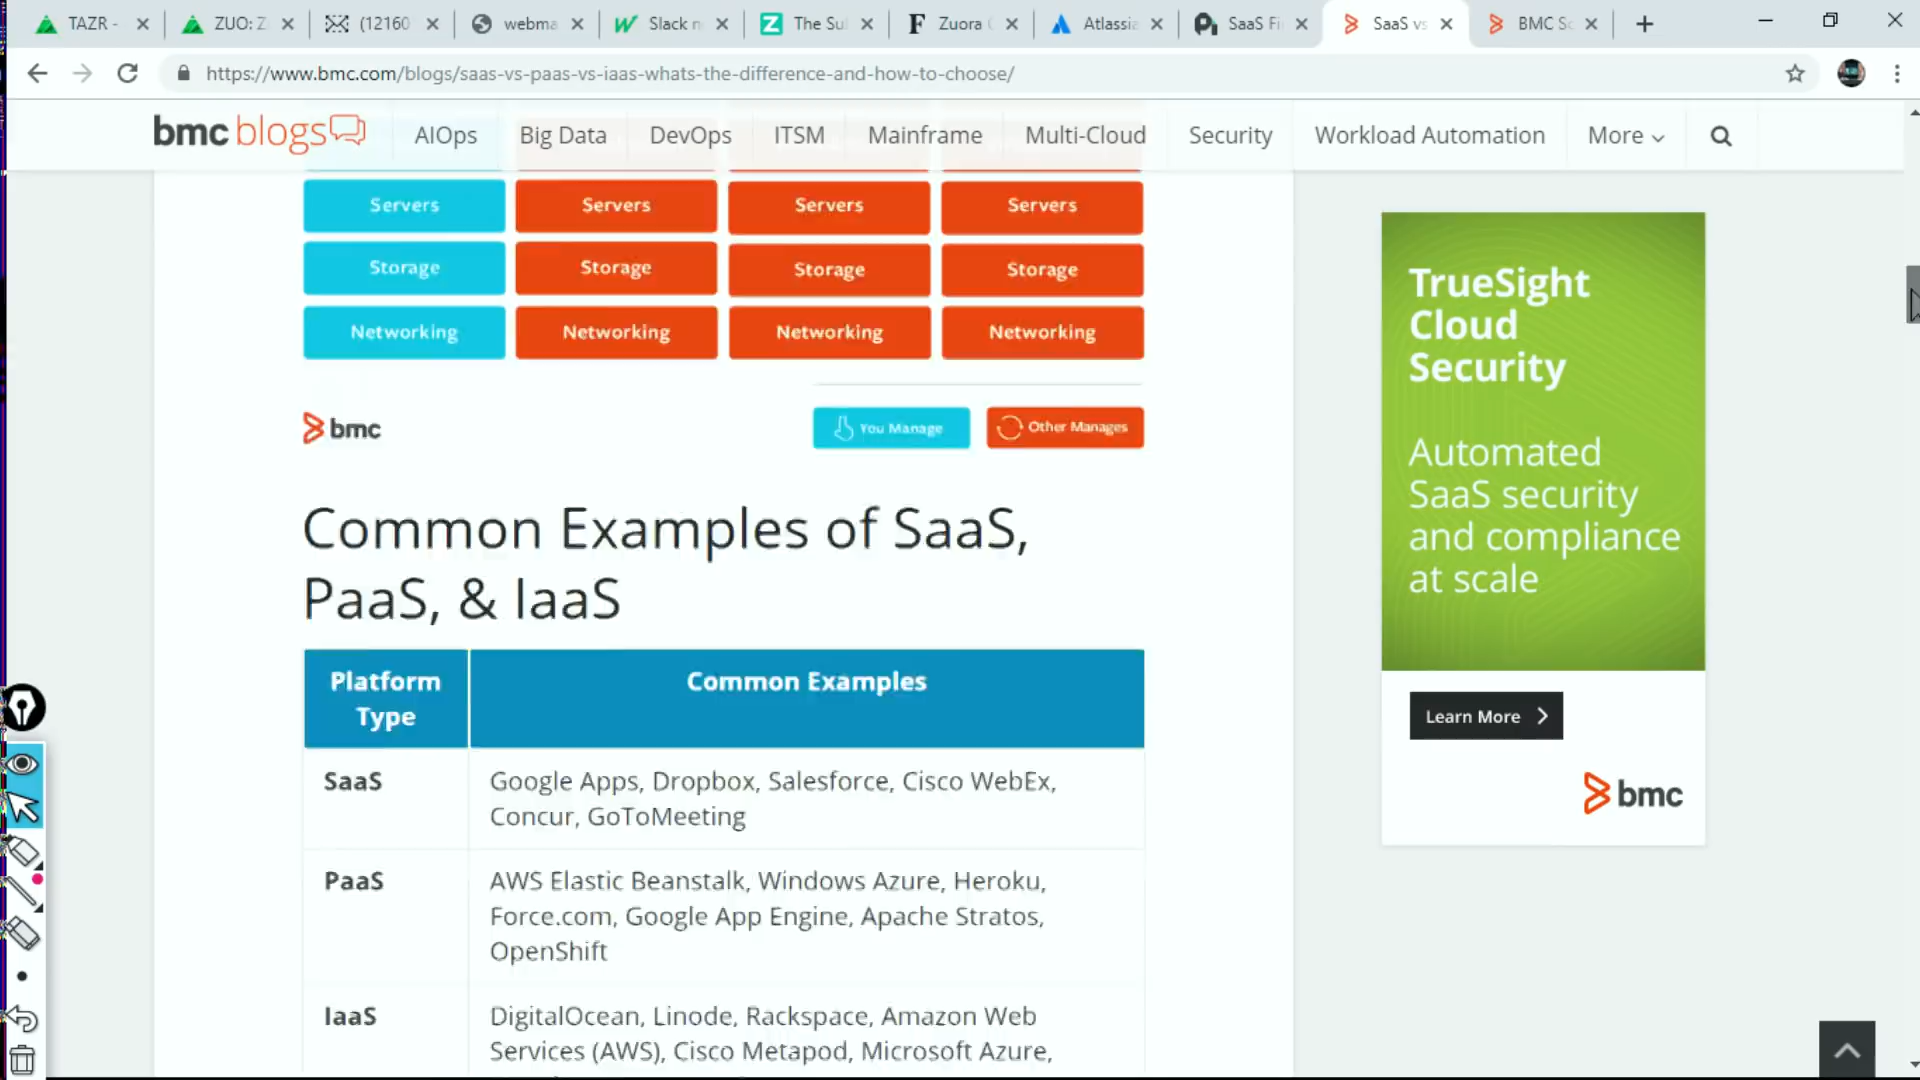 TAZR -
ZUO: Z
(12160
webma
Slack n
The Su
Zuora
Atlassia
SaaS Fi
SaaS vs
BMC So
https://www.bmc.com/blogs/saas-vs-paas-vs-iaas-whats-the-difference-and-how-to-choose/
bmc blogs
AIOps
Big Data
DevOps
ITSM
Mainframe
Multi-Cloud
Security
Workload Automation
More
Servers Servers Servers Servers
Storage Storage Storage Storage
Networking Networking Networking Networking
bmc
You Manage
Other Manages
Common Examples of SaaS,
PaaS, & IaaS
Platform
Type
Common Examples
SaaS
Google Apps, Dropbox, Salesforce, Cisco WebEx,
Concur, GoToMeeting
PaaS
AWS Elastic Beanstalk, Windows Azure, Heroku,
Force.com, Google App Engine, Apache Stratos,
OpenShift
IaaS
DigitalOcean, Linode, Rackspace, Amazon Web
Services (AWS), Cisco Metapod, Microsoft Azure,
TrueSight
Cloud
Security
Automated
SaaS security
and compliance
at scale
Learn More
bmc